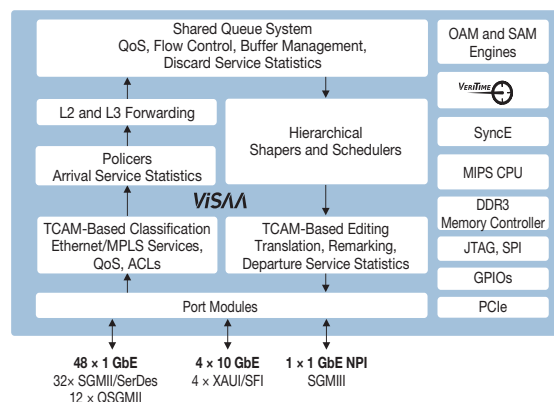 Shared Queue System
QoS, Flow Control, Buffer Management,
Discard Service Statistics
L2 and L3 Forwarding
Policers
Arrival Service Statistics
Hierarchical
Shapers and Schedulers
ViSAA
TCAM-Based Classification
Ethernet/MPLS Services,
QoS, ACLs
TCAM-Based Editing
Translation, Remarking,
Departure Service Statistics
Port Modules
OAM and SAM
Engines
VERITIME
SyncE
MIPS CPU
DDR3
Memory Controller
JTAG, SPI
GPIOs
PCIe
48 × 1 GbE
32× SGMII/SerDes
12 × QSGMII
4 × 10 GbE
4 × XAUI/SFI
1 × 1 GbE NPI
SGMIII